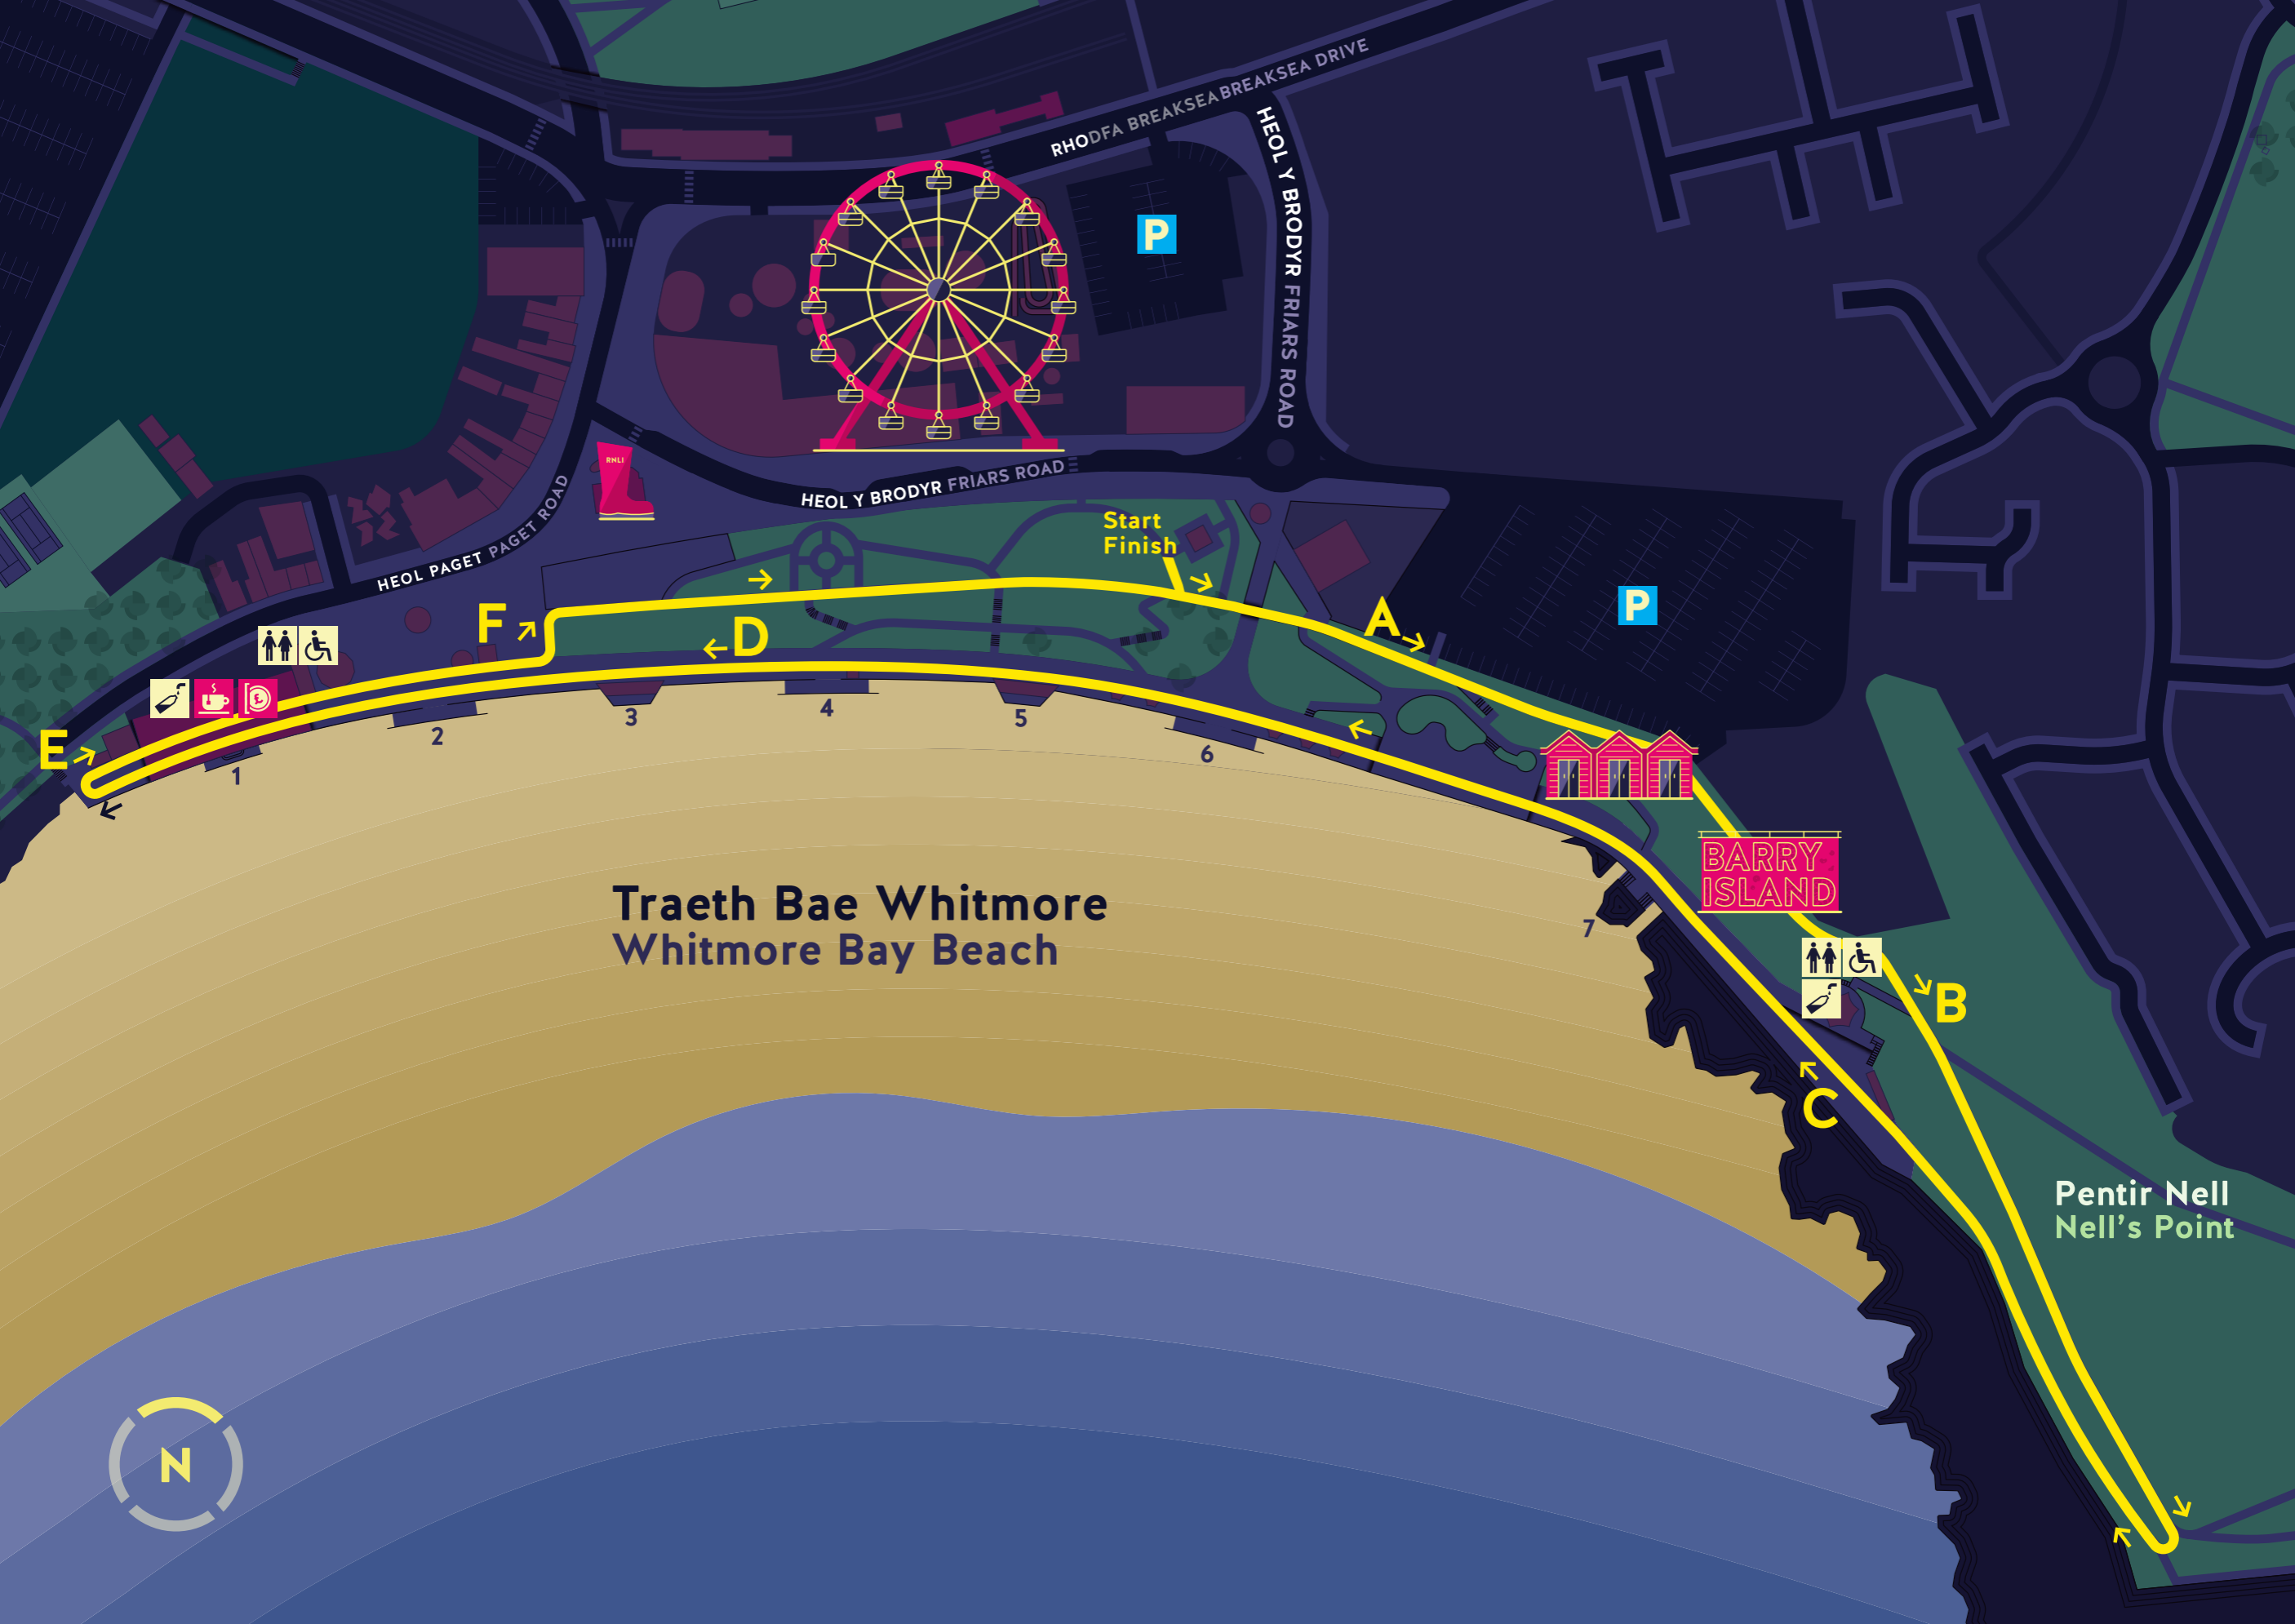 RHODFA BREAKSEA BREAKSEA DRIVE
HEOL Y BRODYR FRIARS ROAD
P
RNLI
HEOL Y BRODYR FRIARS ROAD
HEOL PAGET PAGET ROAD
Start
Finish
A
P
F
D
E
£
1
2
3
4
5
6
7
BARRY
ISLAND
Traeth Bae Whitmore
Whitmore Bay Beach
B
C
Pentir Nell
Nell's Point
N